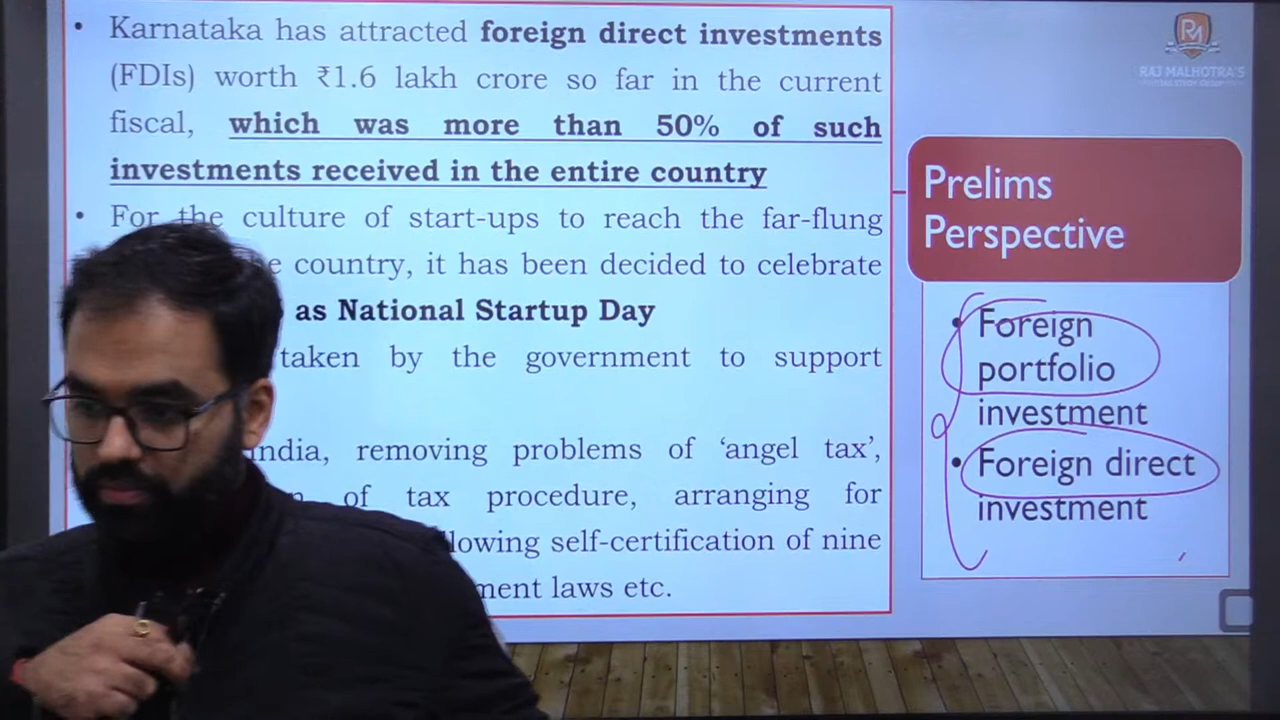 • Karnataka has attracted foreign direct investments
(FDIs) worth ₹1.6 lakh crore so far in the current
fiscal, which was more than 50% of such
investments received in the entire country
• For the culture of start-ups to reach the far-flung
country, it has been decided to celebrate
as National Startup Day
taken by the government to support
India, removing problems of ‘angel tax’,
of tax procedure, arranging for
self-certification of nine
laws etc.
RAJ MALHOTRA'S
Prelims
Perspective
• Foreign
portfolio
investment
• Foreign direct
investment